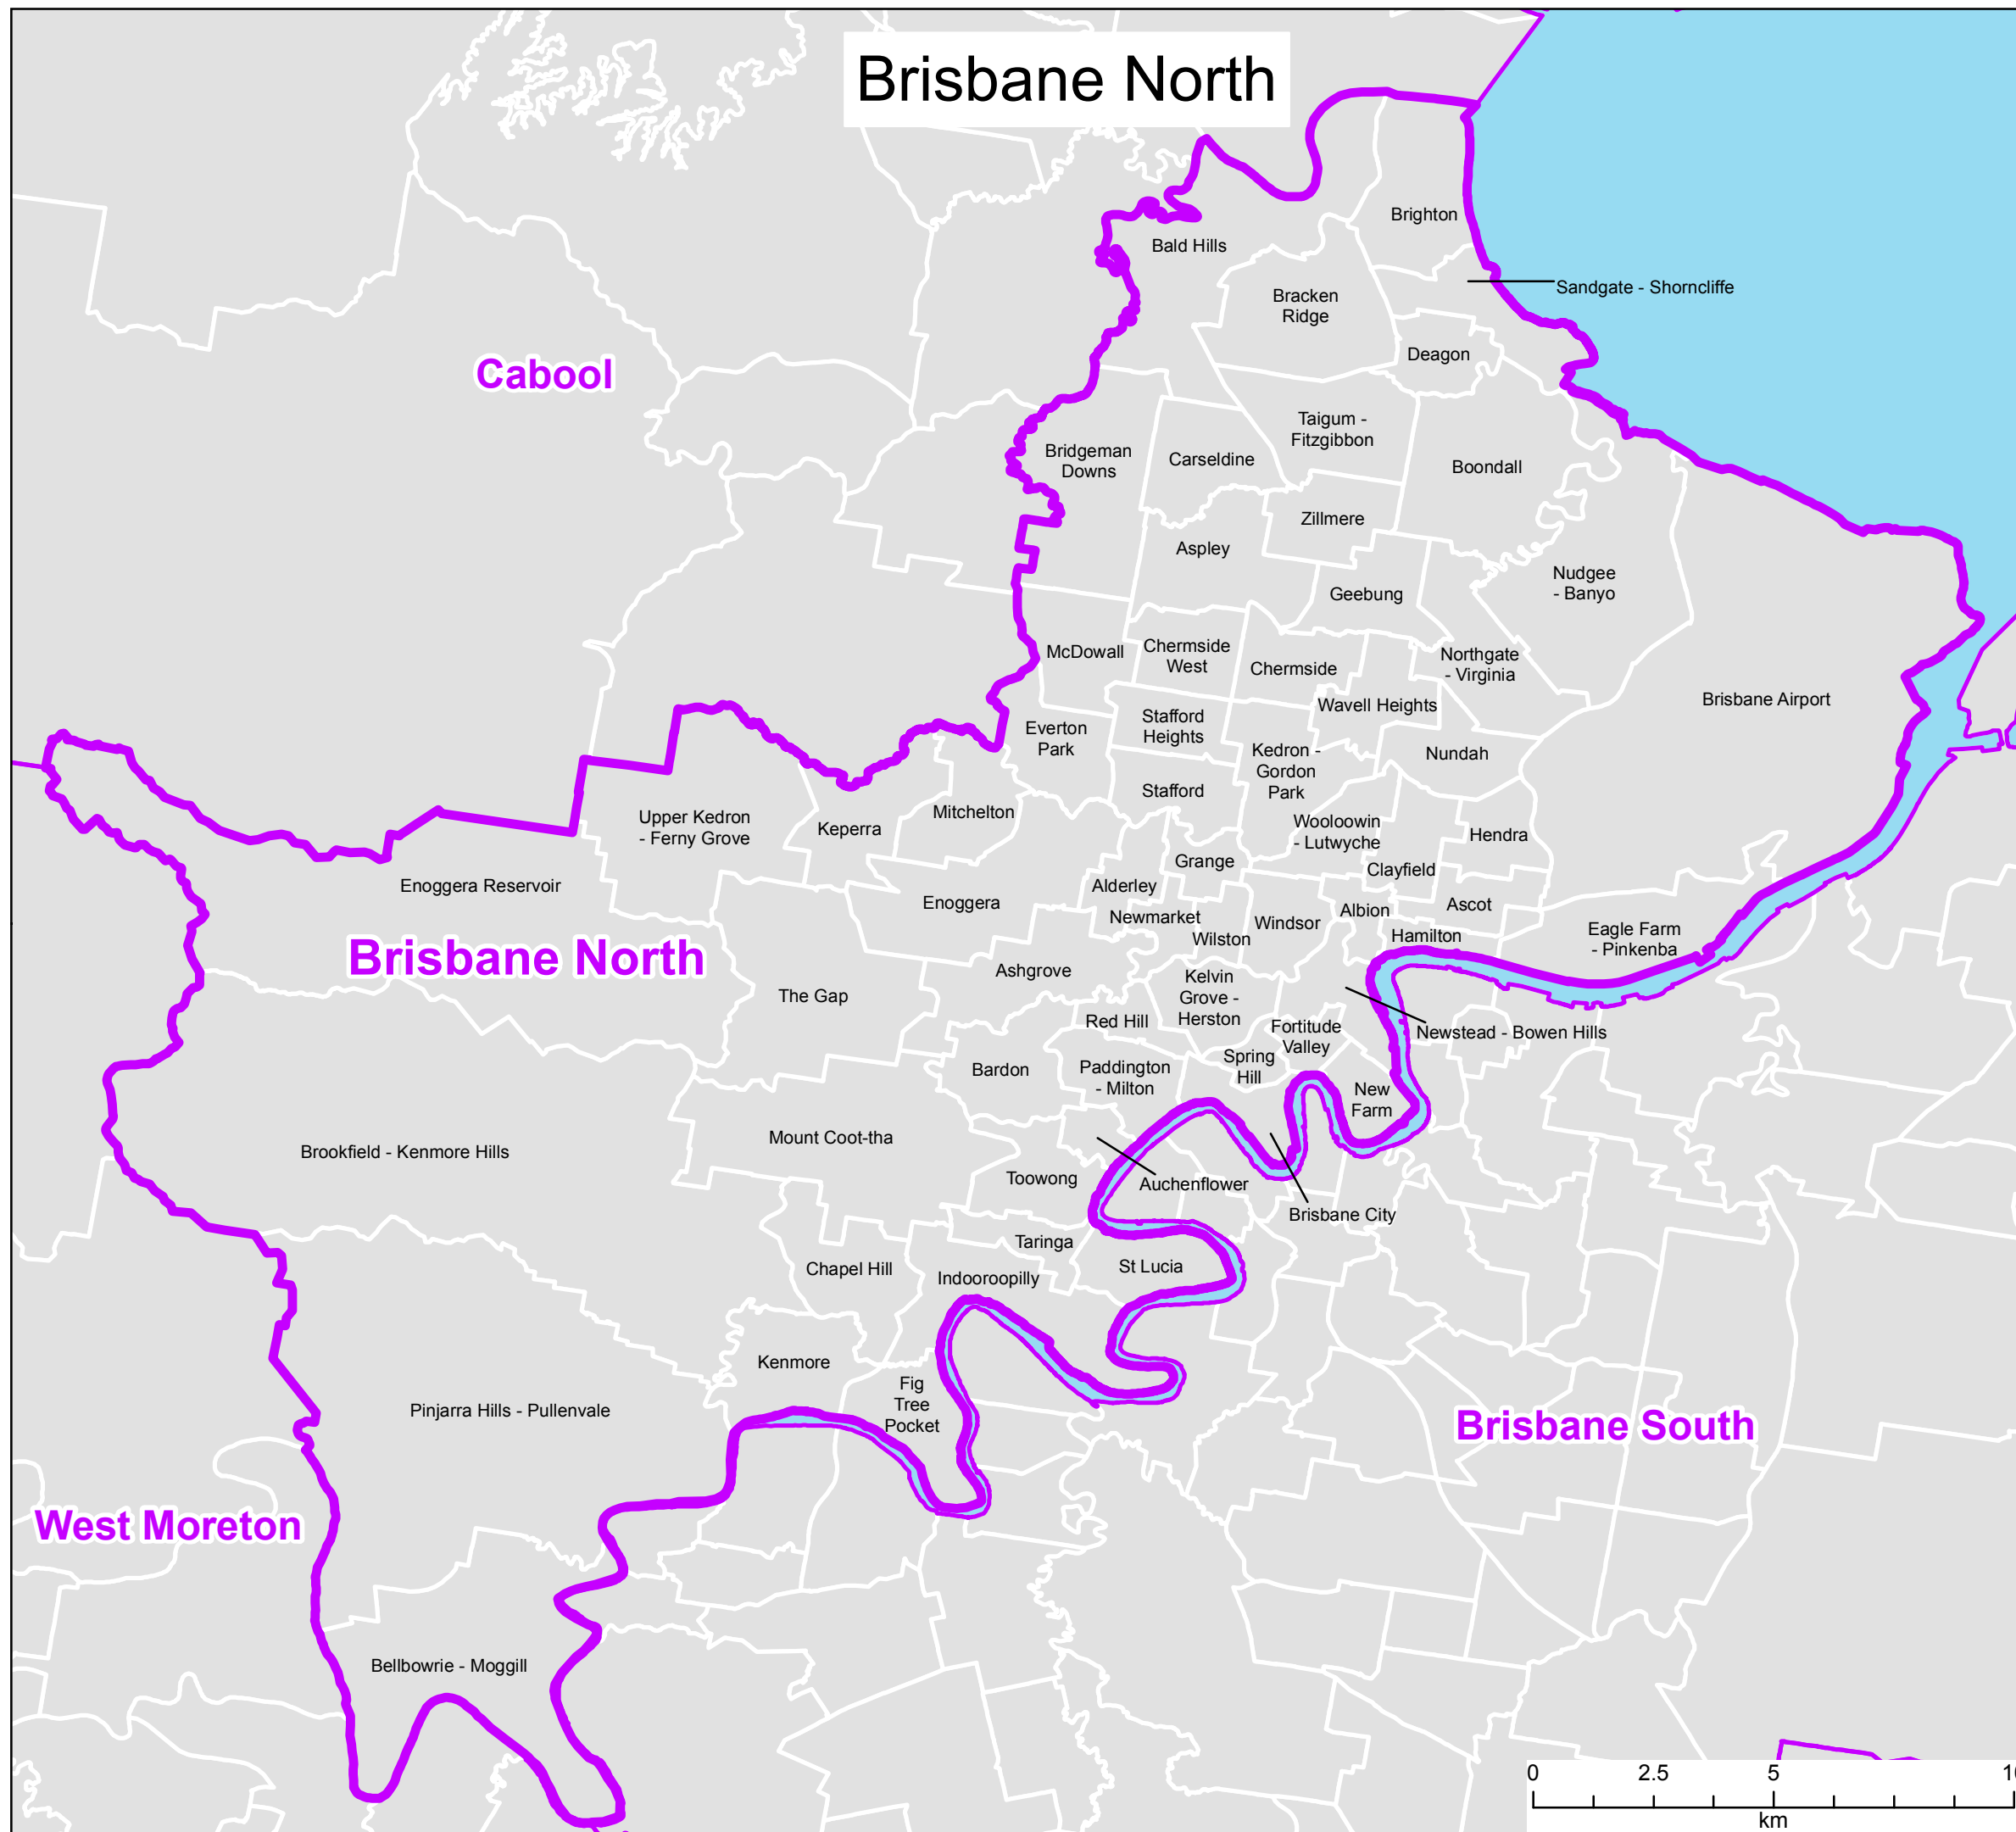 Brisbane North
Brighton
Bald Hills
Sandgate - Shorncliffe
Bracken
Ridge
Deagon
Cabool
Taigum -
Fitzgibbon
Bridgeman
Downs
Carseldine
Boondall
Zillmere
Aspley
Nudgee
- Banyo
Geebung
McDowall
Chermside
West
Chermside
Northgate
- Virginia
Brisbane Airport
Wavell Heights
Stafford
Heights
Everton
Park
Kedron -
Gordon
Park
Nundah
Stafford
Mitchelton
Upper Kedron
- Ferny Grove
Keperra
Wooloowin
- Lutwyche
Hendra
Grange
Clayfield
Enoggera Reservoir
Alderley
Enoggera
Newmarket
Albion
Ascot
Windsor
Wilston
Hamilton
Eagle Farm
- Pinkenba
Brisbane North
Ashgrove
The Gap
Kelvin
Grove -
Herston
Red Hill
Fortitude
Valley
Newstead - Bowen Hills
Bardon
Paddington
- Milton
Spring
Hill
New
Farm
Mount Coot-tha
Brookfield - Kenmore Hills
Toowong
Auchenflower
Brisbane City
Taringa
Chapel Hill
Indooroopilly
St Lucia
Kenmore
Fig
Tree
Pocket
Pinjarra Hills - Pullenvale
Brisbane South
West Moreton
Bellbowrie - Moggill
0
2.5
5
km